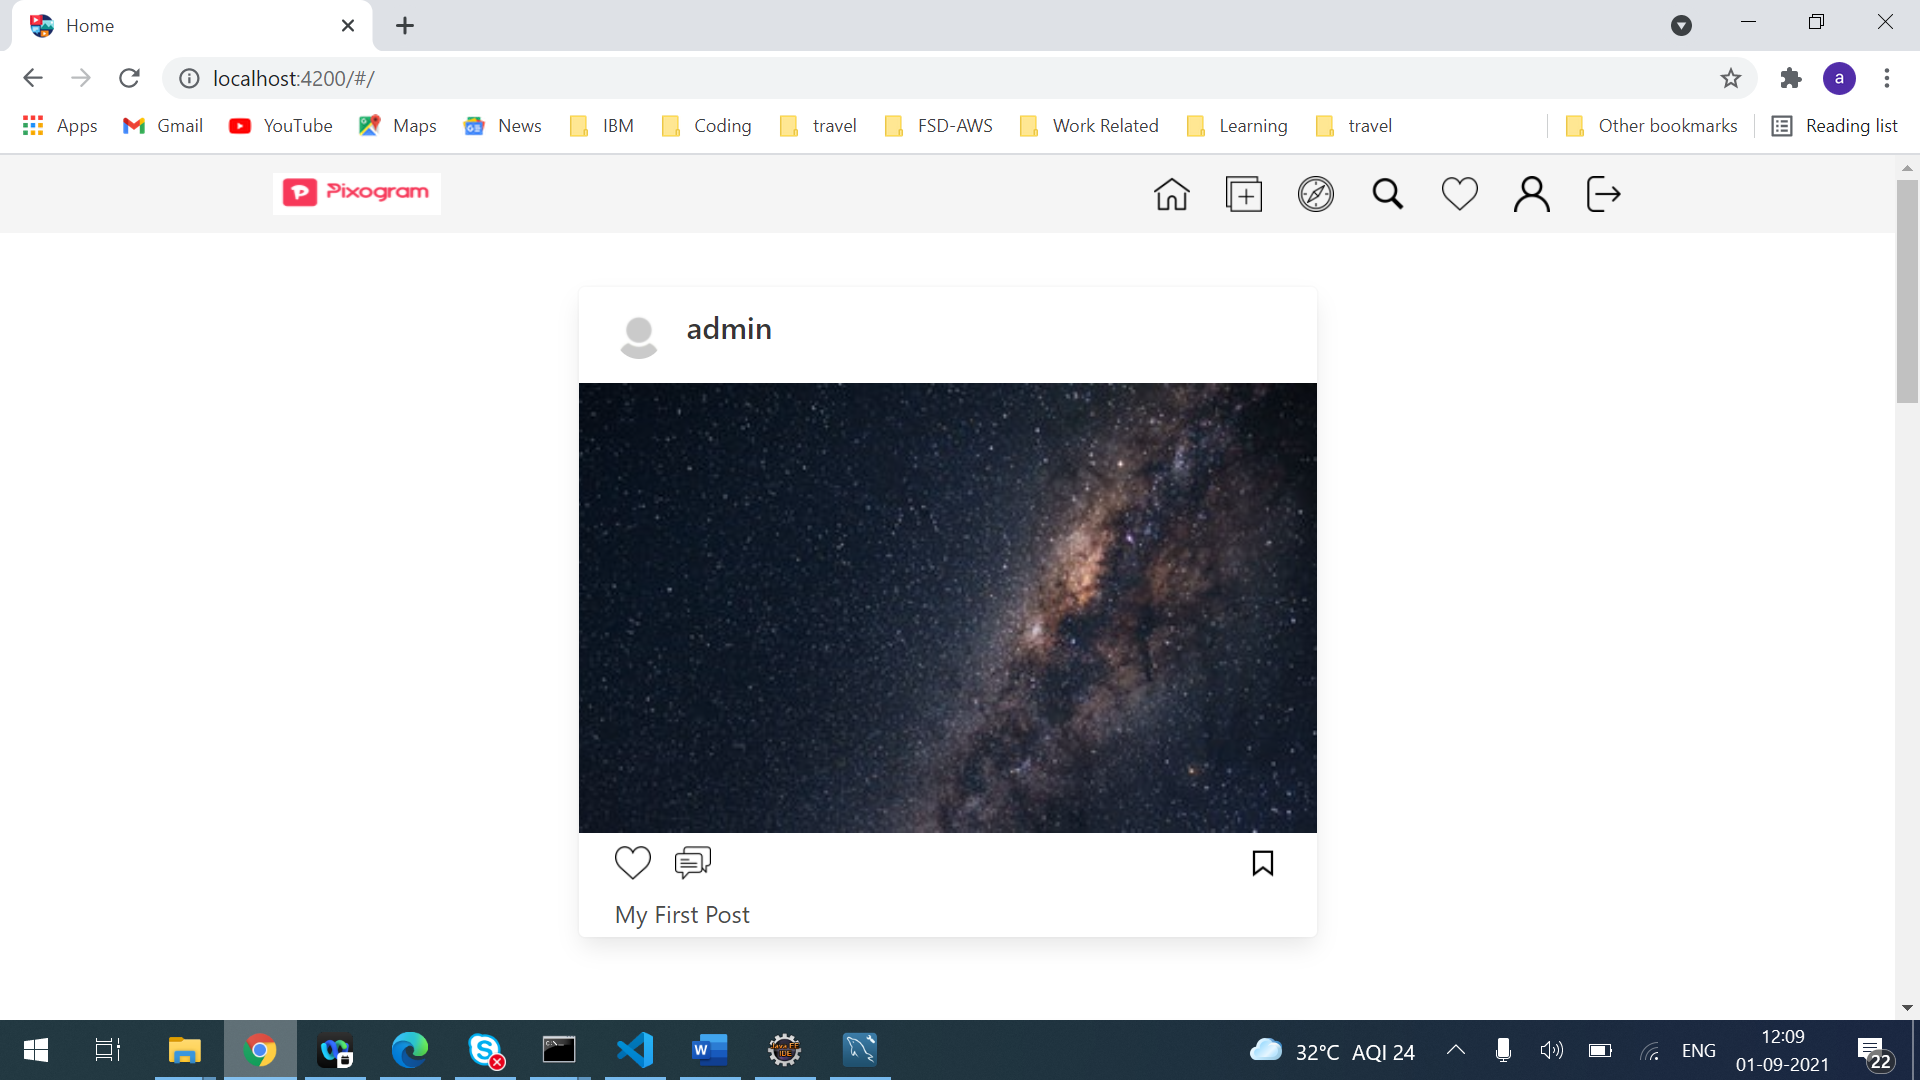 Home
localhost:4200/#/
a
Apps Gmail YouTube Maps News IBM Coding travel FSD-AWS Work Related Learning travel Other bookmarks Reading list
Pixogram
admin
My First Post
32°C AQI 24 ENG 12:09
01-09-2021 22